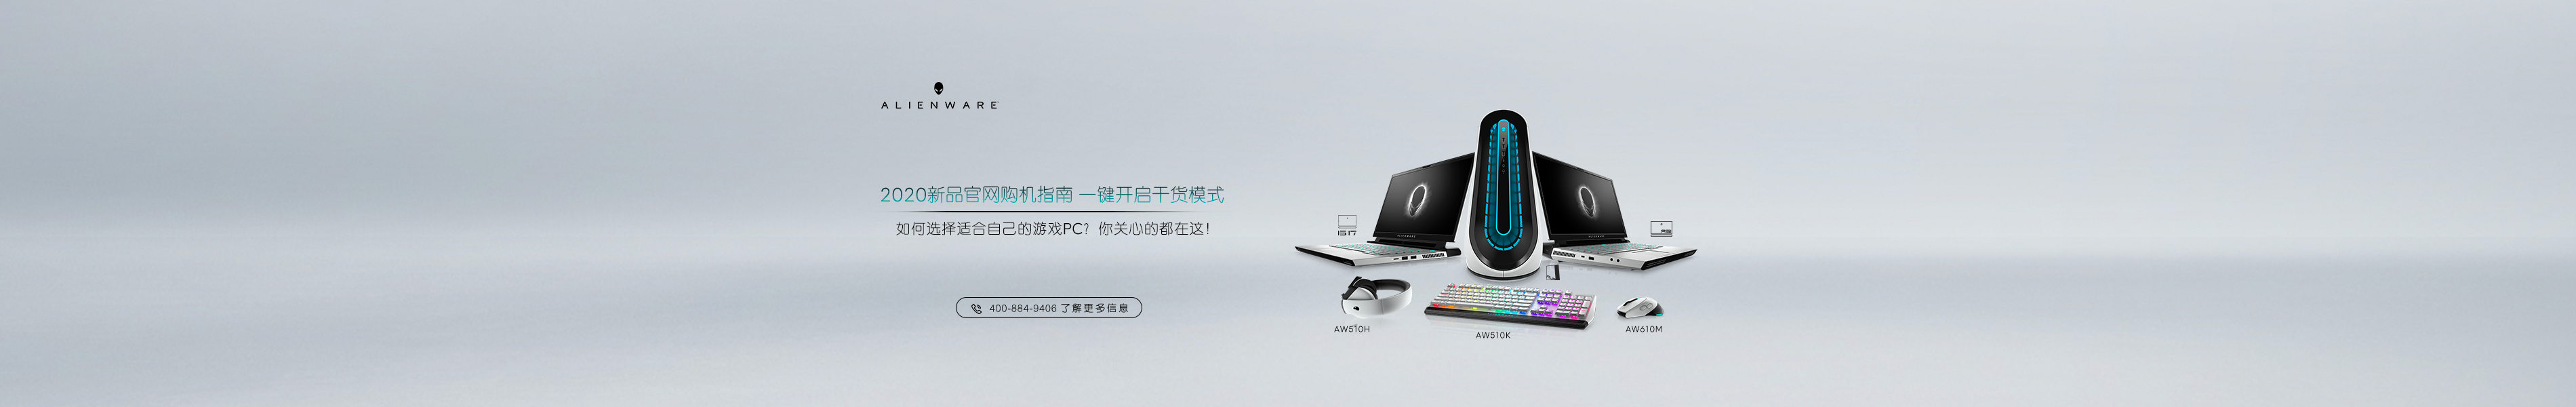 ALIENWARE
2020新品官网购机指南 一键开启干货模式
如何选择适合自己的游戏PC？你关心的都在这！
400-884-9406 了解更多信息
15 17
AW510H
AW510K
AW610M